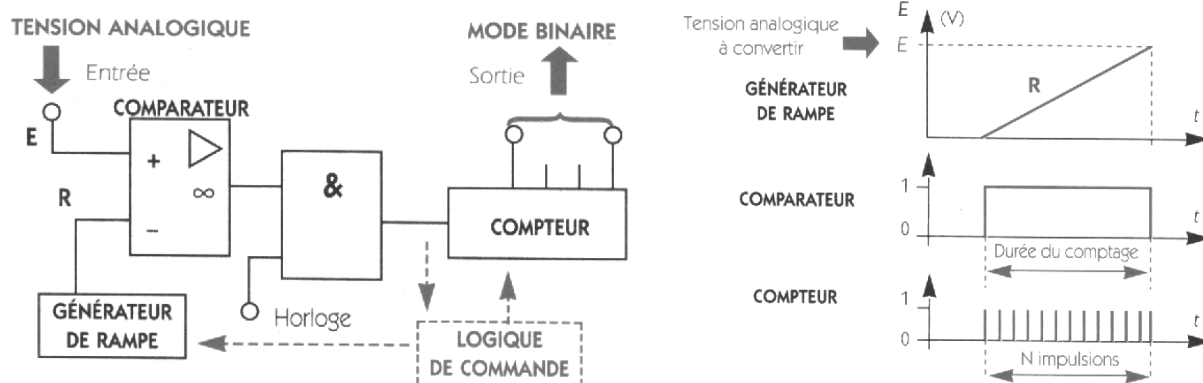 TENSION ANALOGIQUE
Entrée
MODE BINAIRE
Sortie
COMPARATEUR
E
+
R
∞
−
&
COMPTEUR
Horloge
GÉNÉRATEUR
DE RAMPE
LOGIQUE
DE COMMANDE
Tension analogique
à convertir
E
(V)
E
R
t
GÉNÉRATEUR
DE RAMPE
COMPARATEUR
1
0
t
Durée du comptage
COMPTEUR
1
0
t
N impulsions